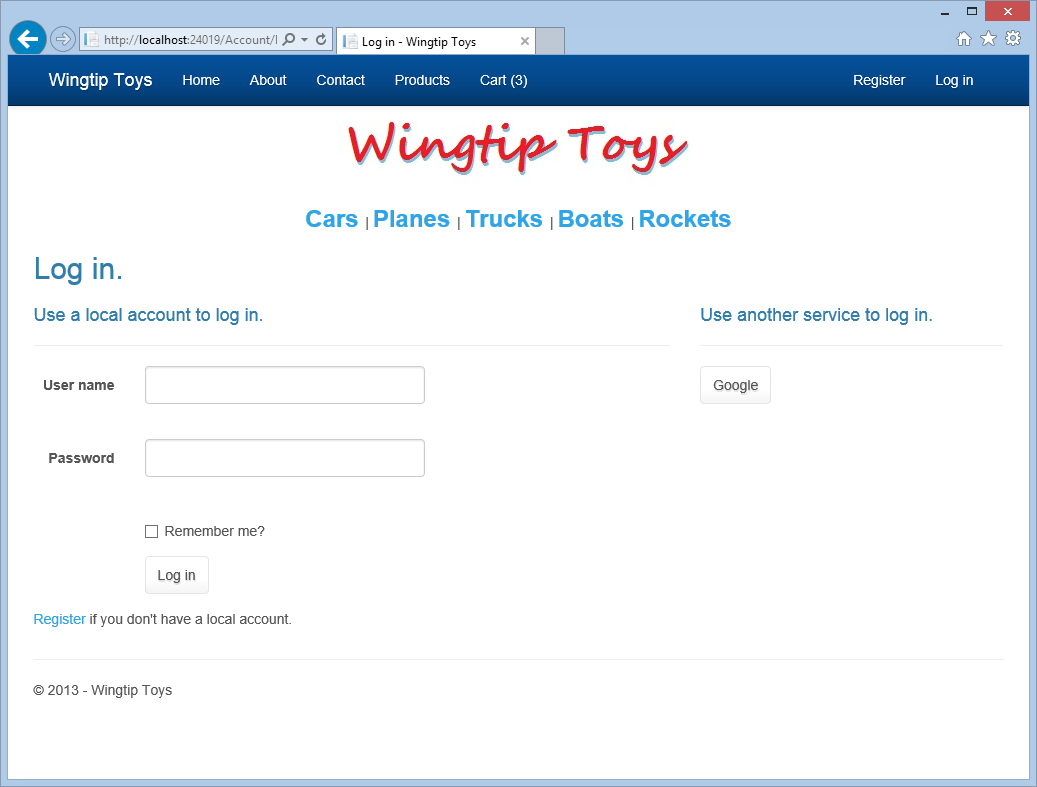 http://localhost:24019/Account/l
Log in - Wingtip Toys
Wingtip Toys Home About Contact Products Cart (3) Register Log in
Wingtip Toys
Cars | Planes | Trucks | Boats | Rockets
Log in.
Use a local account to log in. Use another service to log in.
User name Google
Password
Remember me?
Log in
Register if you don't have a local account.
© 2013 - Wingtip Toys